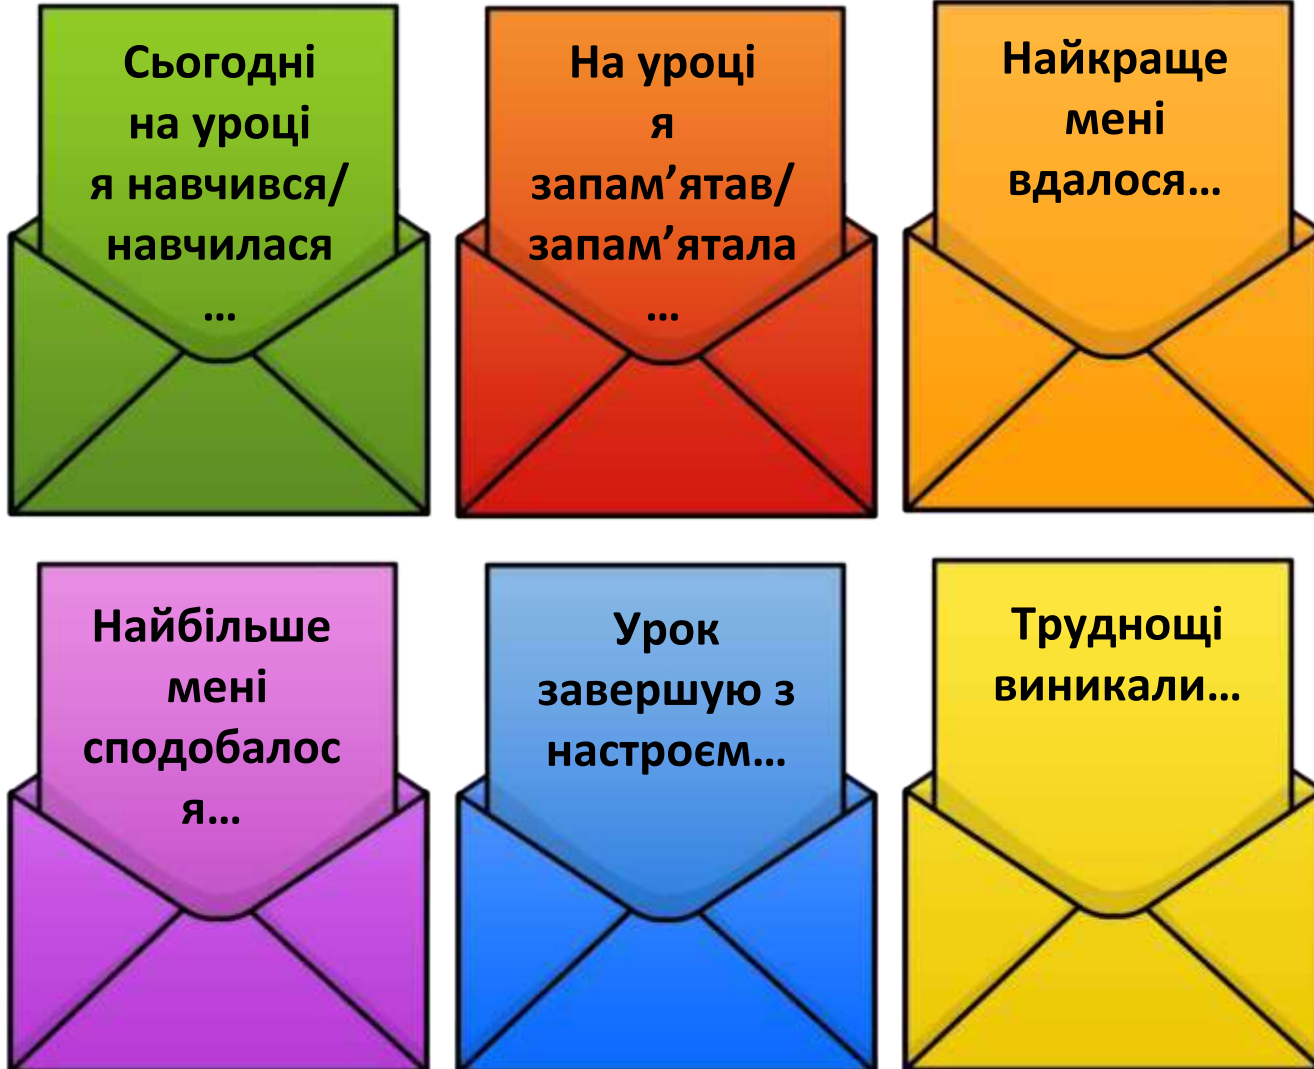 Сьогодні
на уроці
я навчився/
навчилася
...
На уроці
я
запам’ятав/
запам’ятала
...
Найкраще
мені
вдалося...
Найбільше
мені
сподобалос
я...
Урок
завершую з
настроєм...
Труднощі
виникали...